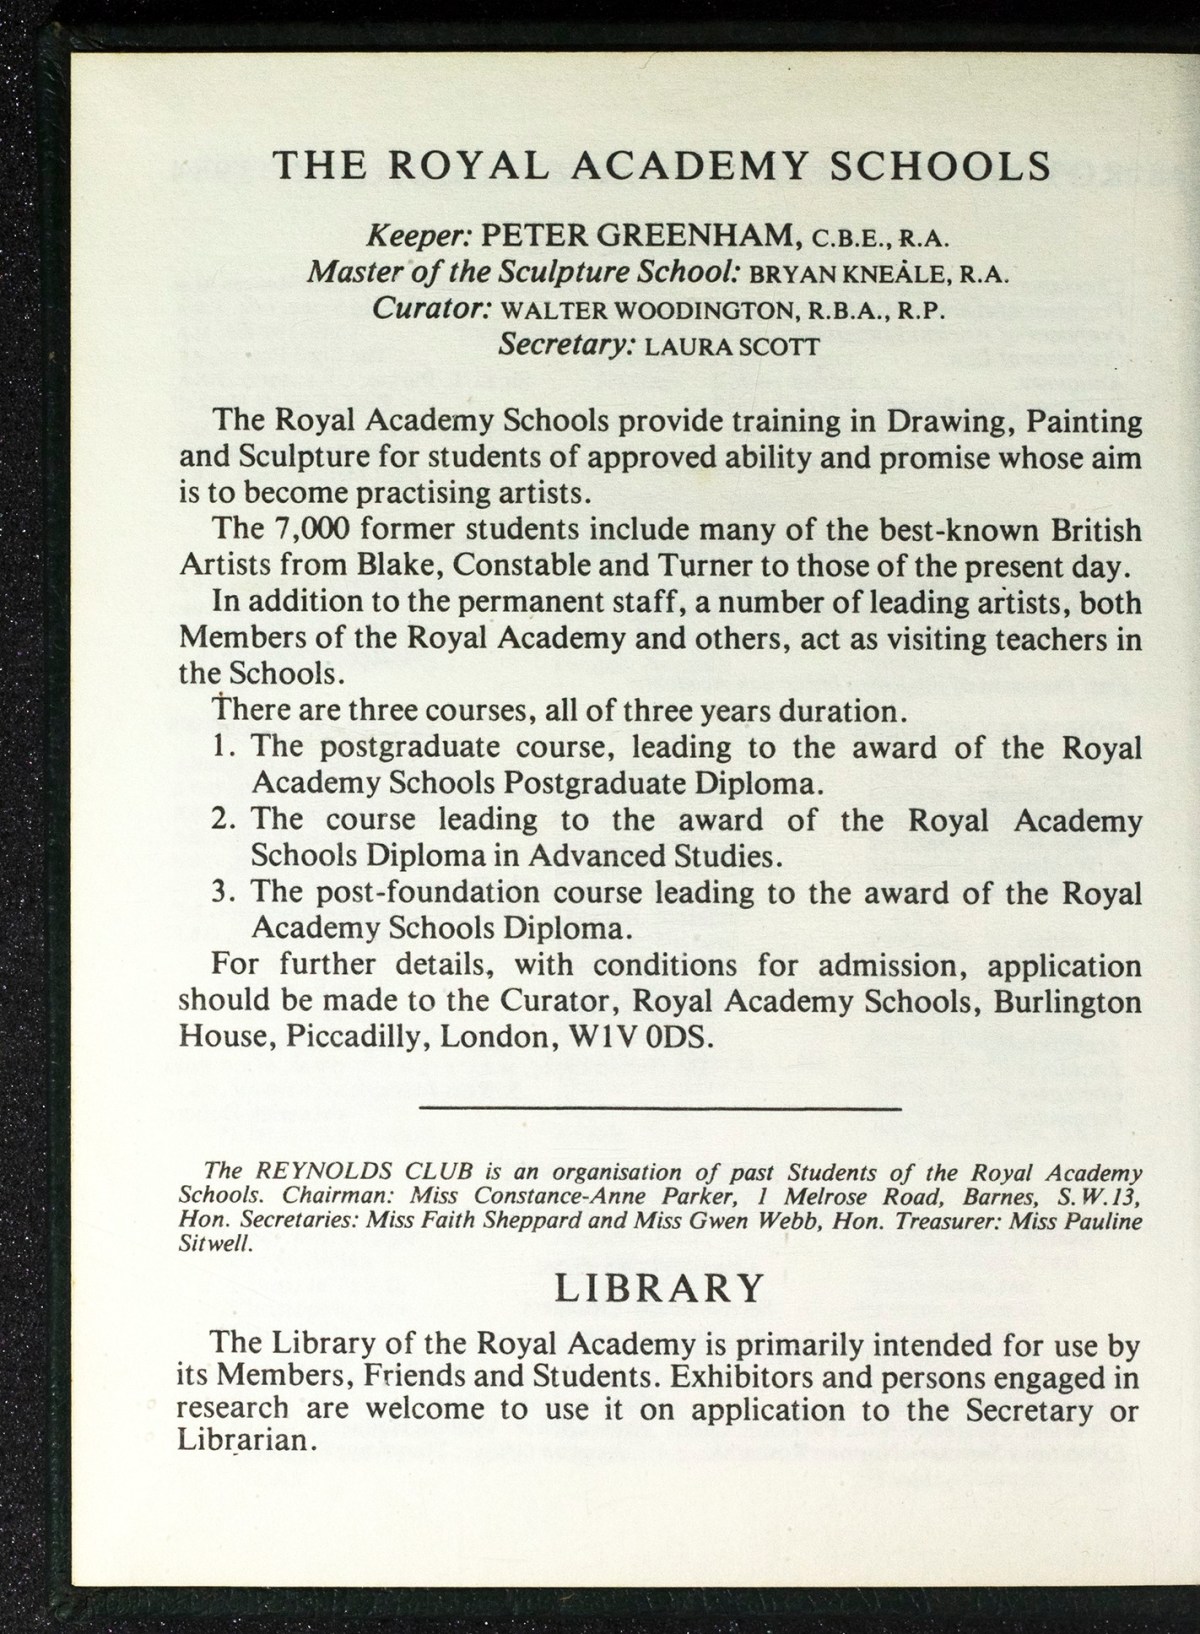 THE ROYAL ACADEMY SCHOOLS
Keeper: PETER GREENHAM, C.B.E., R.A.
Master of the Sculpture School: BRYAN KNEALE, R.A.
Curator: WALTER WOODINGTON, R.B.A., R.P.
Secretary: LAURA SCOTT
The Royal Academy Schools provide training in Drawing, Painting
and Sculpture for students of approved ability and promise whose aim
is to become practising artists.
The 7,000 former students include many of the best-known British
Artists from Blake, Constable and Turner to those of the present day.
In addition to the permanent staff, a number of leading artists, both
Members of the Royal Academy and others, act as visiting teachers in
the Schools.
There are three courses, all of three years duration.
1. The postgraduate course, leading to the award of the Royal
Academy Schools Postgraduate Diploma.
2. The course leading to the award of the Royal Academy
Schools Diploma in Advanced Studies.
3. The post-foundation course leading to the award of the Royal
Academy Schools Diploma.
For further details, with conditions for admission, application
should be made to the Curator, Royal Academy Schools, Burlington
House, Piccadilly, London, W1V 0DS.
The REYNOLDS CLUB is an organisation of past Students of the Royal Academy
Schools. Chairman: Miss Constance-Anne Parker, 1 Melrose Road, Barnes, S.W.13,
Hon. Secretaries: Miss Faith Sheppard and Miss Gwen Webb, Hon. Treasurer: Miss Pauline
Sitwell.
LIBRARY
The Library of the Royal Academy is primarily intended for use by
its Members, Friends and Students. Exhibitors and persons engaged in
research are welcome to use it on application to the Secretary or
Librarian.